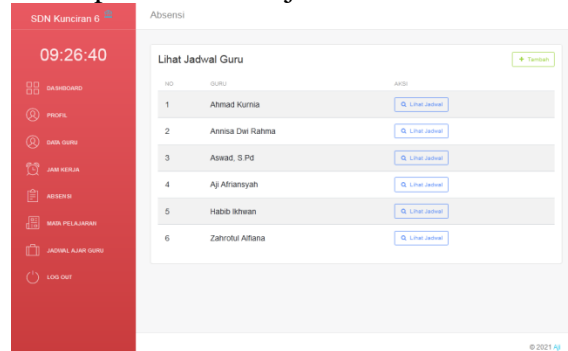 SDN Kunciran 6
Absensi
09:26:40
DASHBOARD
PROFIL
DATA GURU
JAM KERJA
ABSENSI
MATA PELAJARAN
JADWAL AJAR GURU
LOG OUT
Lihat Jadwal Guru
+ Tambah
NO GURU AKSI
1 Ahmad Kurnia Lihat Jadwal
2 Annisa Dwi Rahma Lihat Jadwal
3 Aswad, S.Pd Lihat Jadwal
4 Aji Afriansyah Lihat Jadwal
5 Habib Ikhwan Lihat Jadwal
6 Zahrotul Alfiana Lihat Jadwal
© 2021 Aji